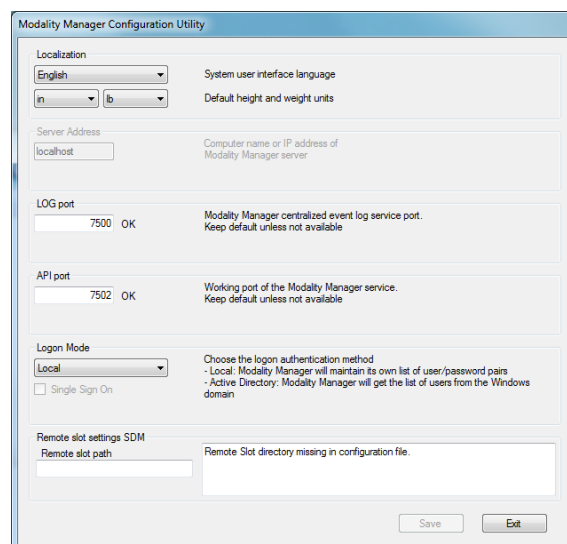 Modality Manager Configuration Utility
Localization
English
System user interface language
in
lb
Default height and weight units
Server Address
localhost
Computer name or IP address of
Modality Manager server
LOG port
7500
OK
Modality Manager centralized event log service port.
Keep default unless not available
API port
7502
OK
Working port of the Modality Manager service.
Keep default unless not available
Logon Mode
Local
Single Sign On
Choose the logon authentication method
- Local: Modality Manager will maintain its own list of user/password pairs
- Active Directory: Modality Manager will get the list of users from the Windows
domain
Remote slot settings SDM
Remote slot path
Remote Slot directory missing in configuration file.
Save
Exit